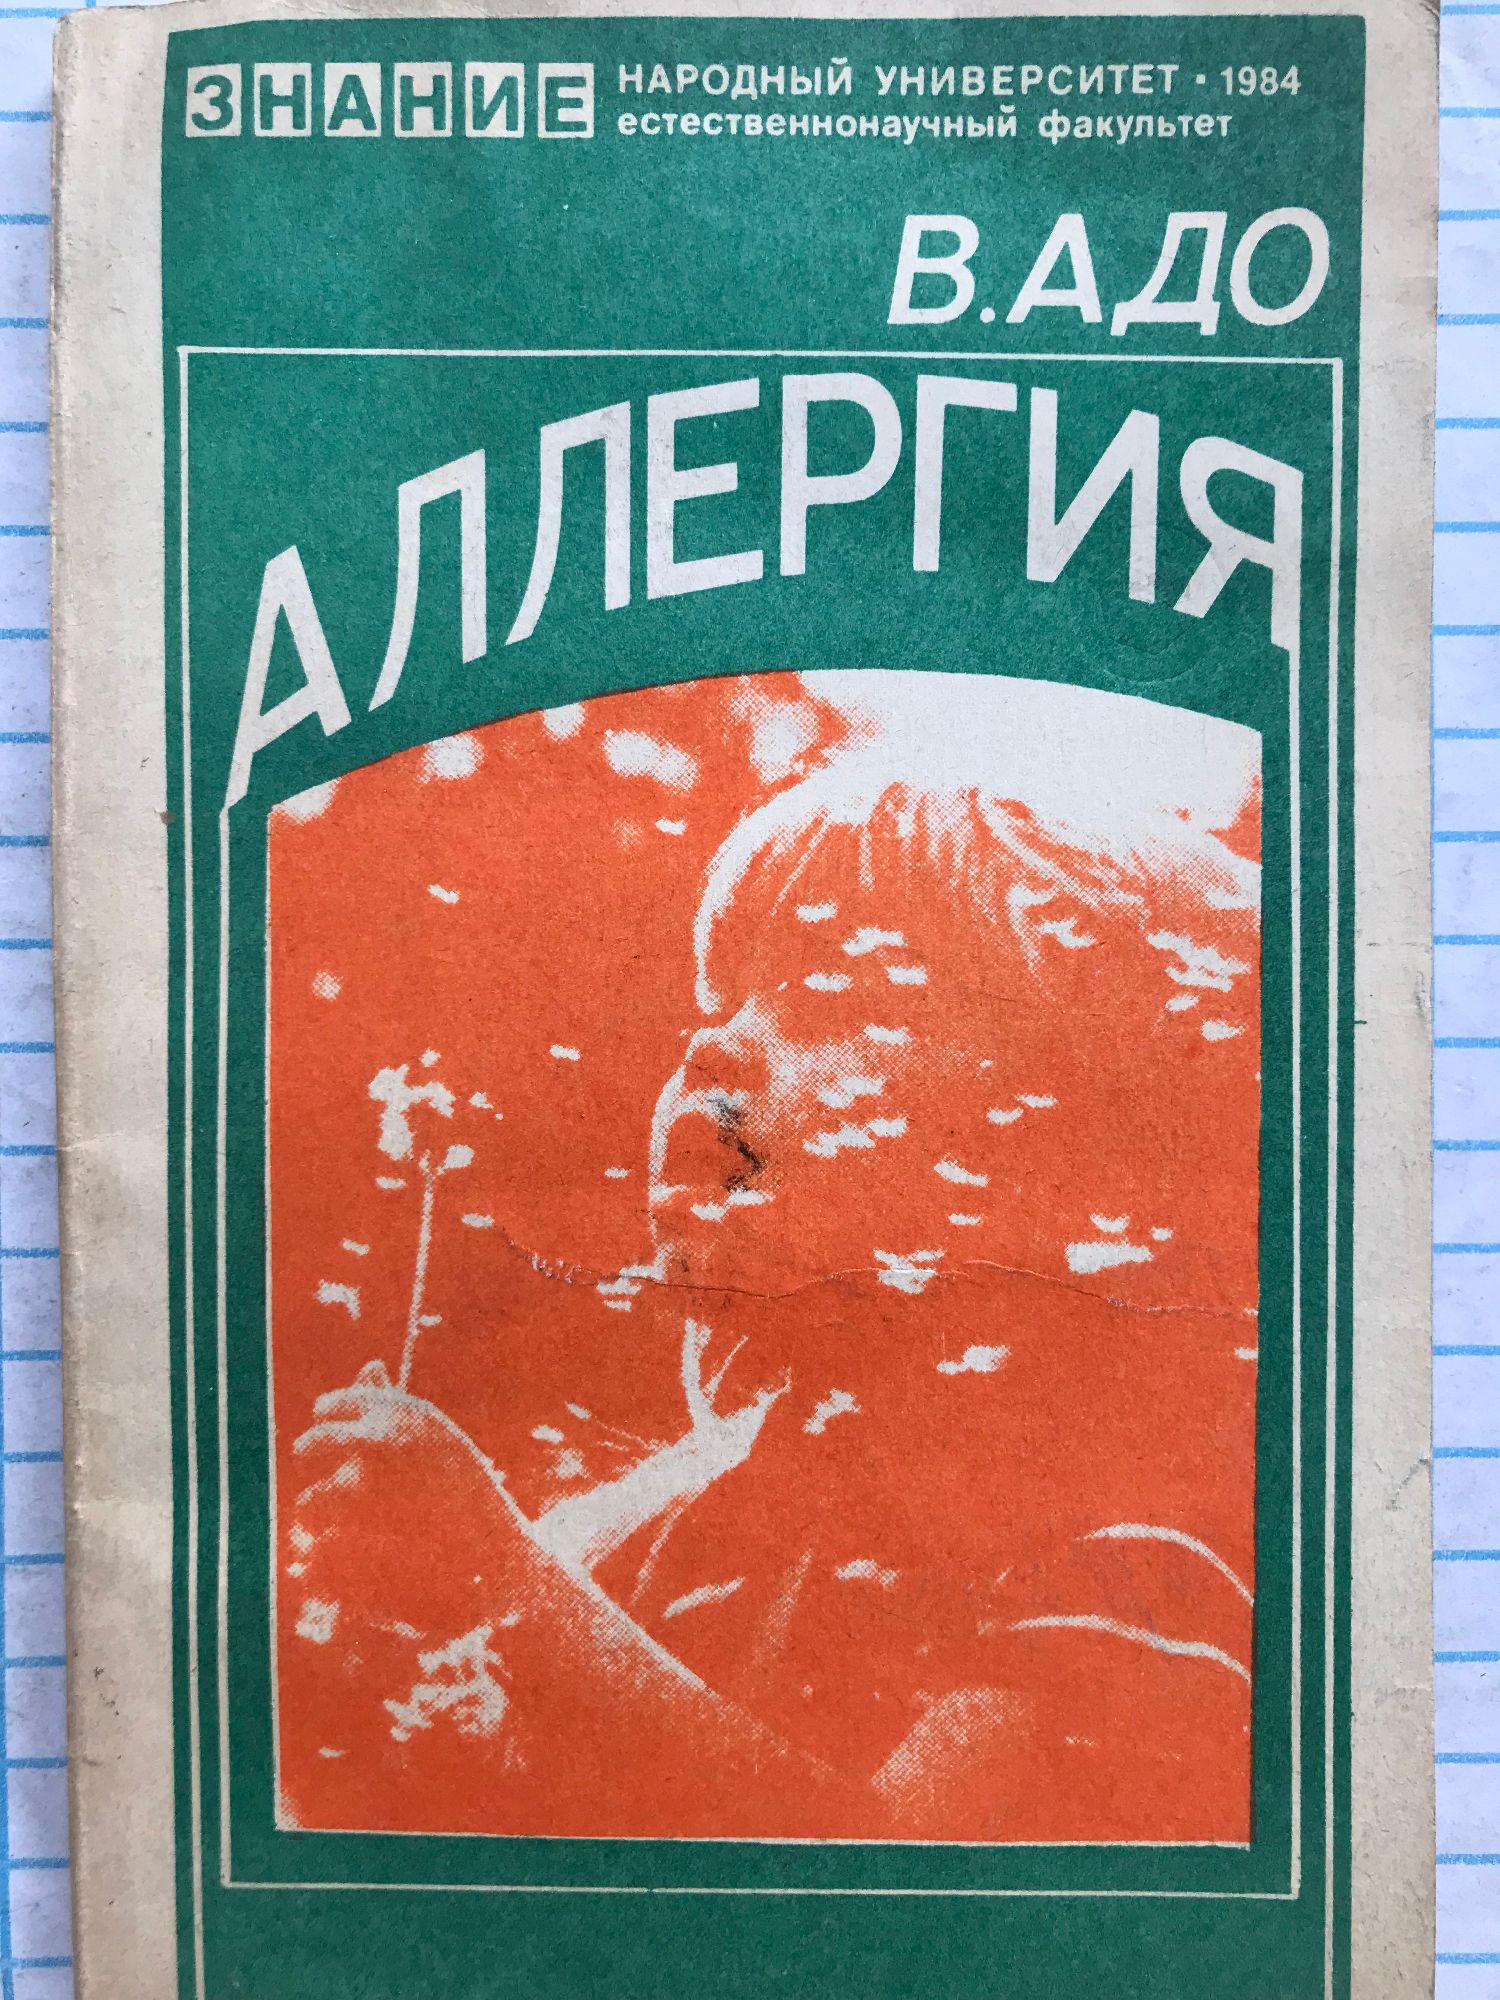 ЗНАНИЕ
НАРОДНЫЙ УНИВЕРСИТЕТ • 1984
естественнонаучный факультет
В.АДО
АЛЛЕРГИЯ